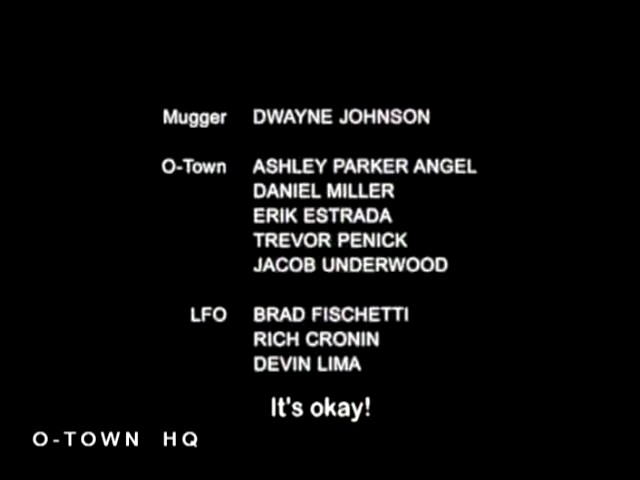 Mugger DWAYNE JOHNSON
O-Town ASHLEY PARKER ANGEL
DANIEL MILLER
ERIK ESTRADA
TREVOR PENICK
JACOB UNDERWOOD
LFO BRAD FISCHETTI
RICH CRONIN
DEVIN LIMA
It's okay!
O-TOWN HQ